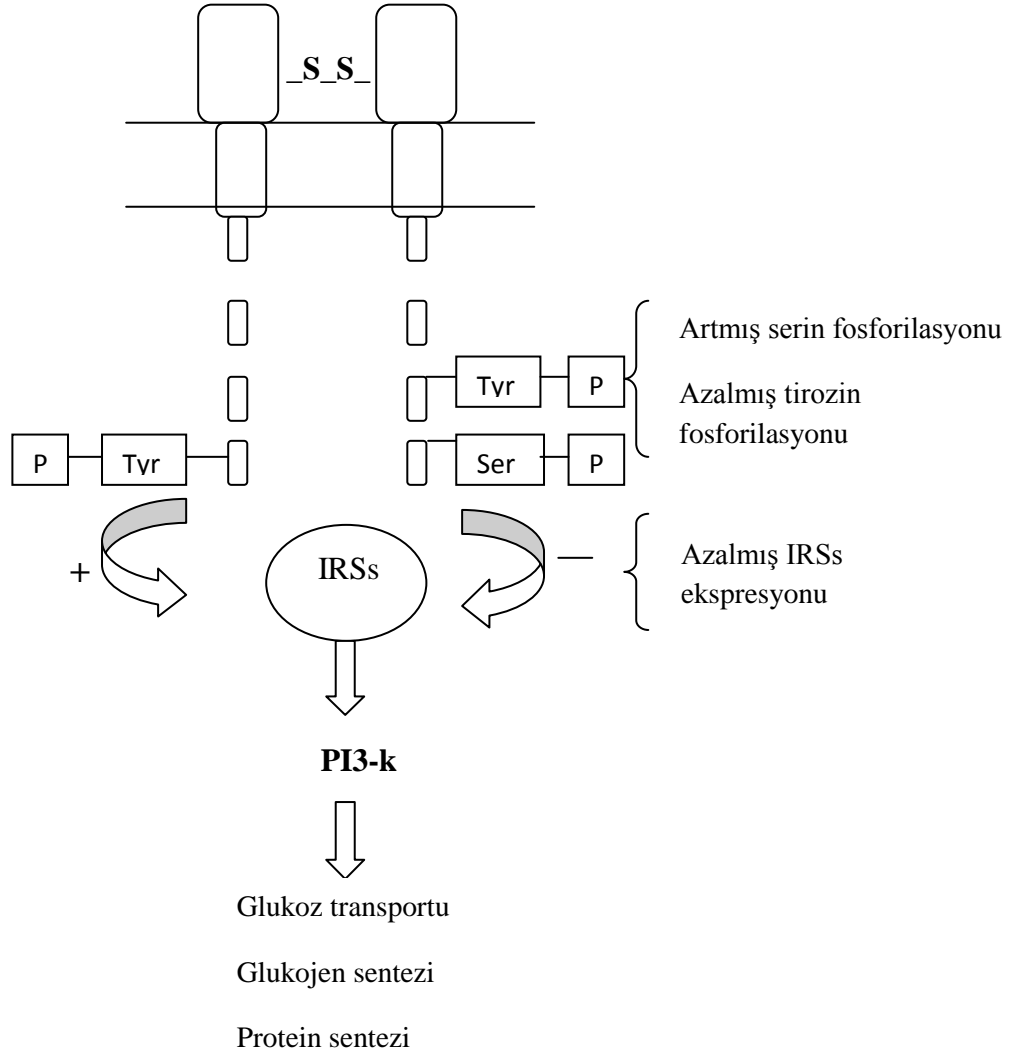 _S_S_
Artmış serin fosforilasyonu
Tyr P
Azalmış tirozin
fosforilasyonu
P Tyr
Ser P
+
IRSs
—
Azalmış IRSs
ekspresyonu
PI3-k
Glukoz transportu
Glukojen sentezi
Protein sentezi